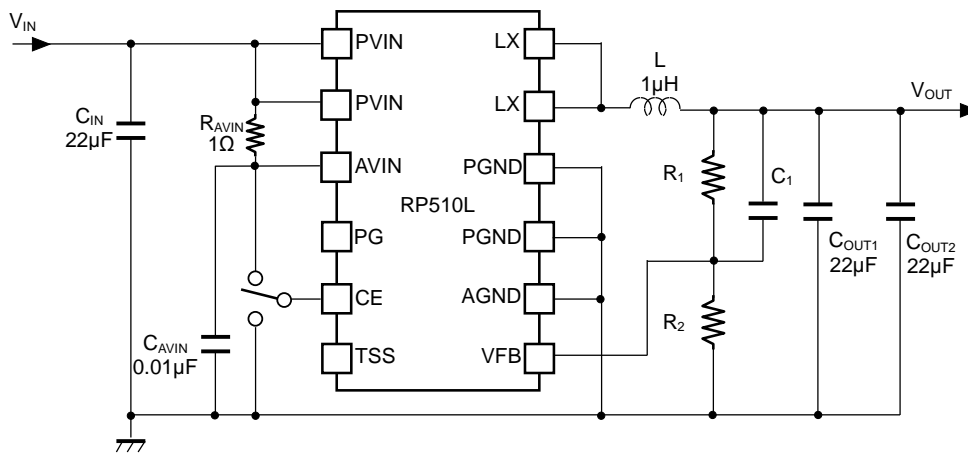 VIN
PVIN
LX
L
1µH
PVIN
LX
VOUT
CIN
22µF
RAVIN
1Ω
AVIN
PGND
R1
C1
RP510L
PG
PGND
COUT1
22µF
COUT2
22µF
CE
AGND
R2
CAVIN
0.01µF
TSS
VFB